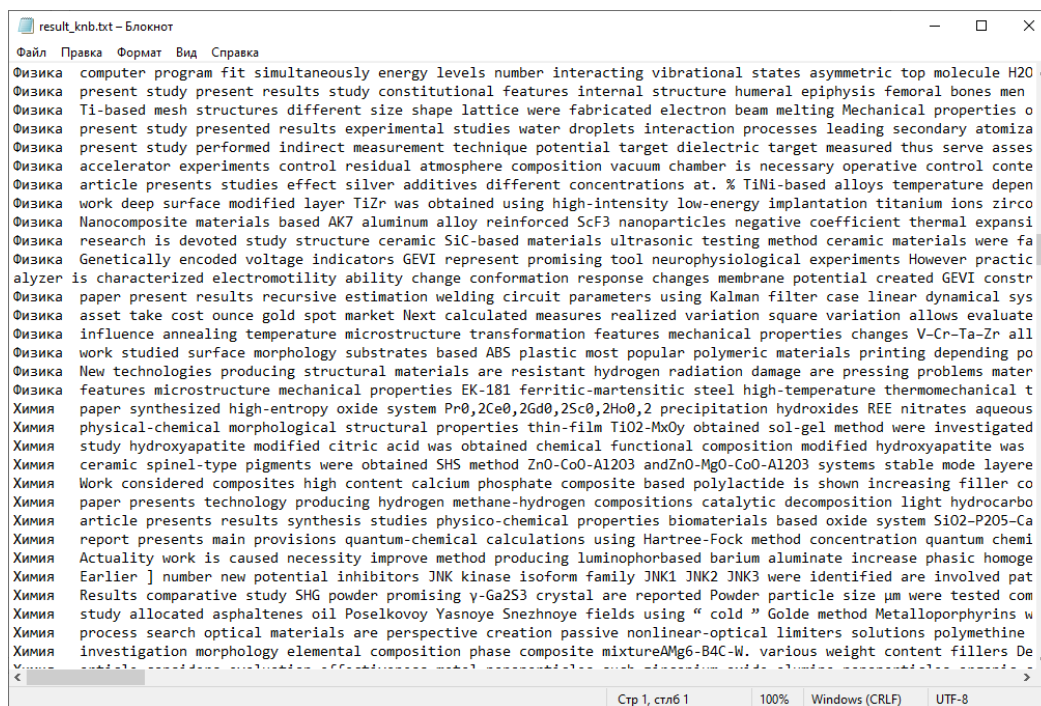 result_knb.txt – Блокнот
Файл Правка Формат Вид Справка
Физика computer program fit simultaneously energy levels number interacting vibrational states asymmetric top molecule H2O
Физика present study present results study constitutional features internal structure humeral epiphysis femoral bones men
Физика Ti-based mesh structures different size shape lattice were fabricated electron beam melting Mechanical properties o
Физика present study presented results experimental studies water droplets interaction processes leading secondary atomiza
Физика present study performed indirect measurement technique potential target dielectric target measured thus serve asses
Физика accelerator experiments control residual atmosphere composition vacuum chamber is necessary operative control conte
Физика article presents studies effect silver additives different concentrations at. % TiNi-based alloys temperature depen
Физика work deep surface modified layer TiZr was obtained using high-intensity low-energy implantation titanium ions zirco
Физика Nanocomposite materials based AK7 aluminum alloy reinforced ScF3 nanoparticles negative coefficient thermal expansi
Физика research is devoted study structure ceramic SiC-based materials ultrasonic testing method ceramic materials were fa
Физика Genetically encoded voltage indicators GEVI represent promising tool neurophysiological experiments However practic
alyzer is characterized electromotility ability change conformation response changes membrane potential created GEVI constr
Физика paper present results recursive estimation welding circuit parameters using Kalman filter case linear dynamical sys
Физика asset take cost ounce gold spot market Next calculated measures realized variation square variation allows evaluate
Физика influence annealing temperature microstructure transformation features mechanical properties changes V–Cr–Ta–Zr all
Физика work studied surface morphology substrates based ABS plastic most popular polymeric materials printing depending po
Физика New technologies producing structural materials are resistant hydrogen radiation damage are pressing problems mater
Физика features microstructure mechanical properties EK-181 ferritic-martensitic steel high-temperature thermomechanical t
Химия paper synthesized high-entropy oxide system Pr0,2Ce0,2Gd0,2Sc0,2Ho0,2 precipitation hydroxides REE nitrates aqueous
Химия physical-chemical morphological structural properties thin-film TiO2-MxOy obtained sol-gel method were investigated
Химия study hydroxyapatite modified citric acid was obtained chemical functional composition modified hydroxyapatite was
Химия ceramic spinel-type pigments were obtained SHS method ZnO-CoO-Al2O3 andZnO-MgO-CoO-Al2O3 systems stable mode layere
Химия Work considered composites high content calcium phosphate composite based polylactide is shown increasing filler co
Химия paper presents technology producing hydrogen methane-hydrogen compositions catalytic decomposition light hydrocarbo
Химия article presents results synthesis studies physico-chemical properties biomaterials based oxide system SiO2–P2O5–Ca
Химия report presents main provisions quantum-chemical calculations using Hartree-Fock method concentration quantum chemi
Химия Actuality work is caused necessity improve method producing luminophorbased barium aluminate increase phasic homoge
Химия Earlier ] number new potential inhibitors JNK kinase isoform family JNK1 JNK2 JNK3 were identified are involved pat
Химия Results comparative study SHG powder promising γ-Ga2S3 crystal are reported Powder particle size μm were tested com
Химия study allocated asphaltenes oil Poselkovoy Yasnoye Snezhnoye fields using “ cold ” Golde method Metalloporphyrins w
Химия process search optical materials are perspective creation passive nonlinear-optical limiters solutions polymethine
Химия investigation morphology elemental composition phase composite mixtureAMg6-B4C-W. various weight content fillers De
Стр 1, стлб 1 100% Windows (CRLF) UTF-8